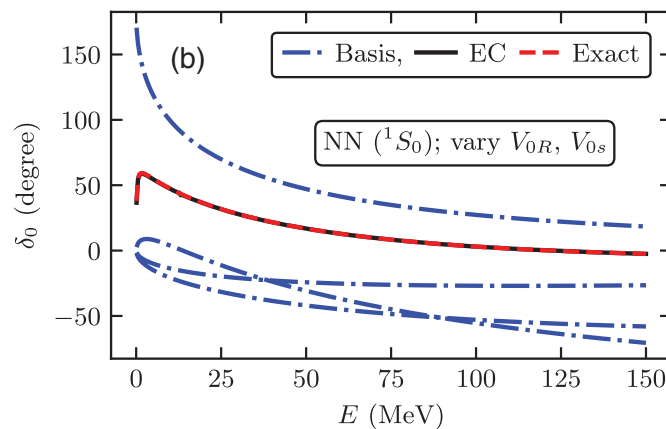 (b)
Basis, EC Exact
NN (¹S₀); vary V₀R, V₀s
δ₀ (degree)
150
100
50
0
−50
0 25 50 75 100 125 150
E (MeV)